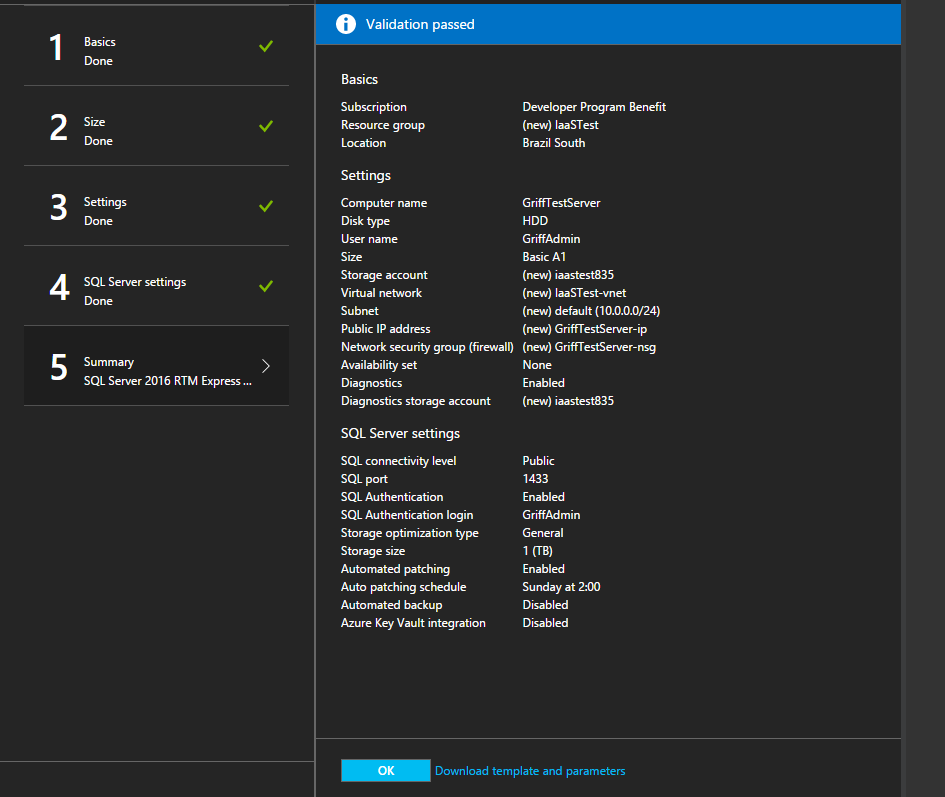 1
Basics
Done
2
Size
Done
3
Settings
Done
4
SQL Server settings
Done
5
Summary
SQL Server 2016 RTM Express ...
Validation passed
Basics
Subscription Developer Program Benefit
Resource group (new) IaaSTest
Location Brazil South
Settings
Computer name GriffTestServer
Disk type HDD
User name GriffAdmin
Size Basic A1
Storage account (new) iaastest835
Virtual network (new) IaaSTest-vnet
Subnet (new) default (10.0.0.0/24)
Public IP address (new) GriffTestServer-ip
Network security group (firewall) (new) GriffTestServer-nsg
Availability set None
Diagnostics Enabled
Diagnostics storage account (new) iaastest835
SQL Server settings
SQL connectivity level Public
SQL port 1433
SQL Authentication Enabled
SQL Authentication login GriffAdmin
Storage optimization type General
Storage size 1 (TB)
Automated patching Enabled
Auto patching schedule Sunday at 2:00
Automated backup Disabled
Azure Key Vault integration Disabled
OK Download template and parameters